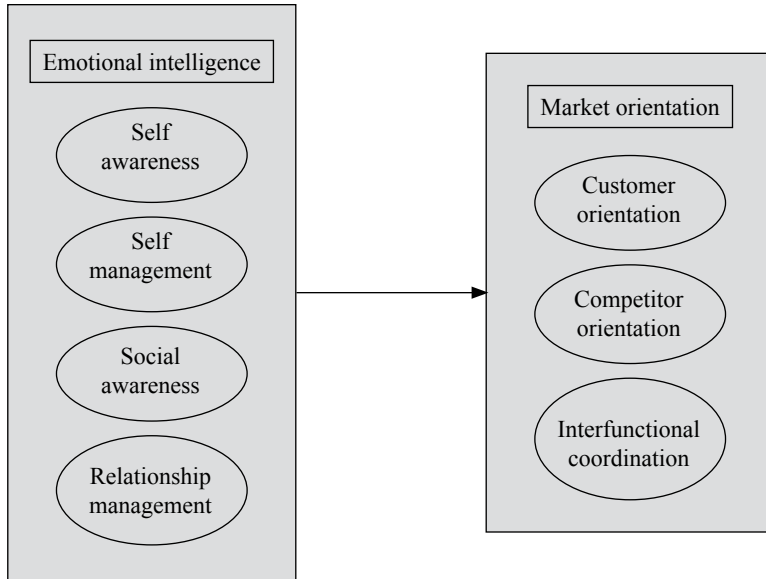 Emotional intelligence
Self
awareness
Self
management
Social
awareness
Relationship
management
Market orientation
Customer
orientation
Competitor
orientation
Interfunctional
coordination